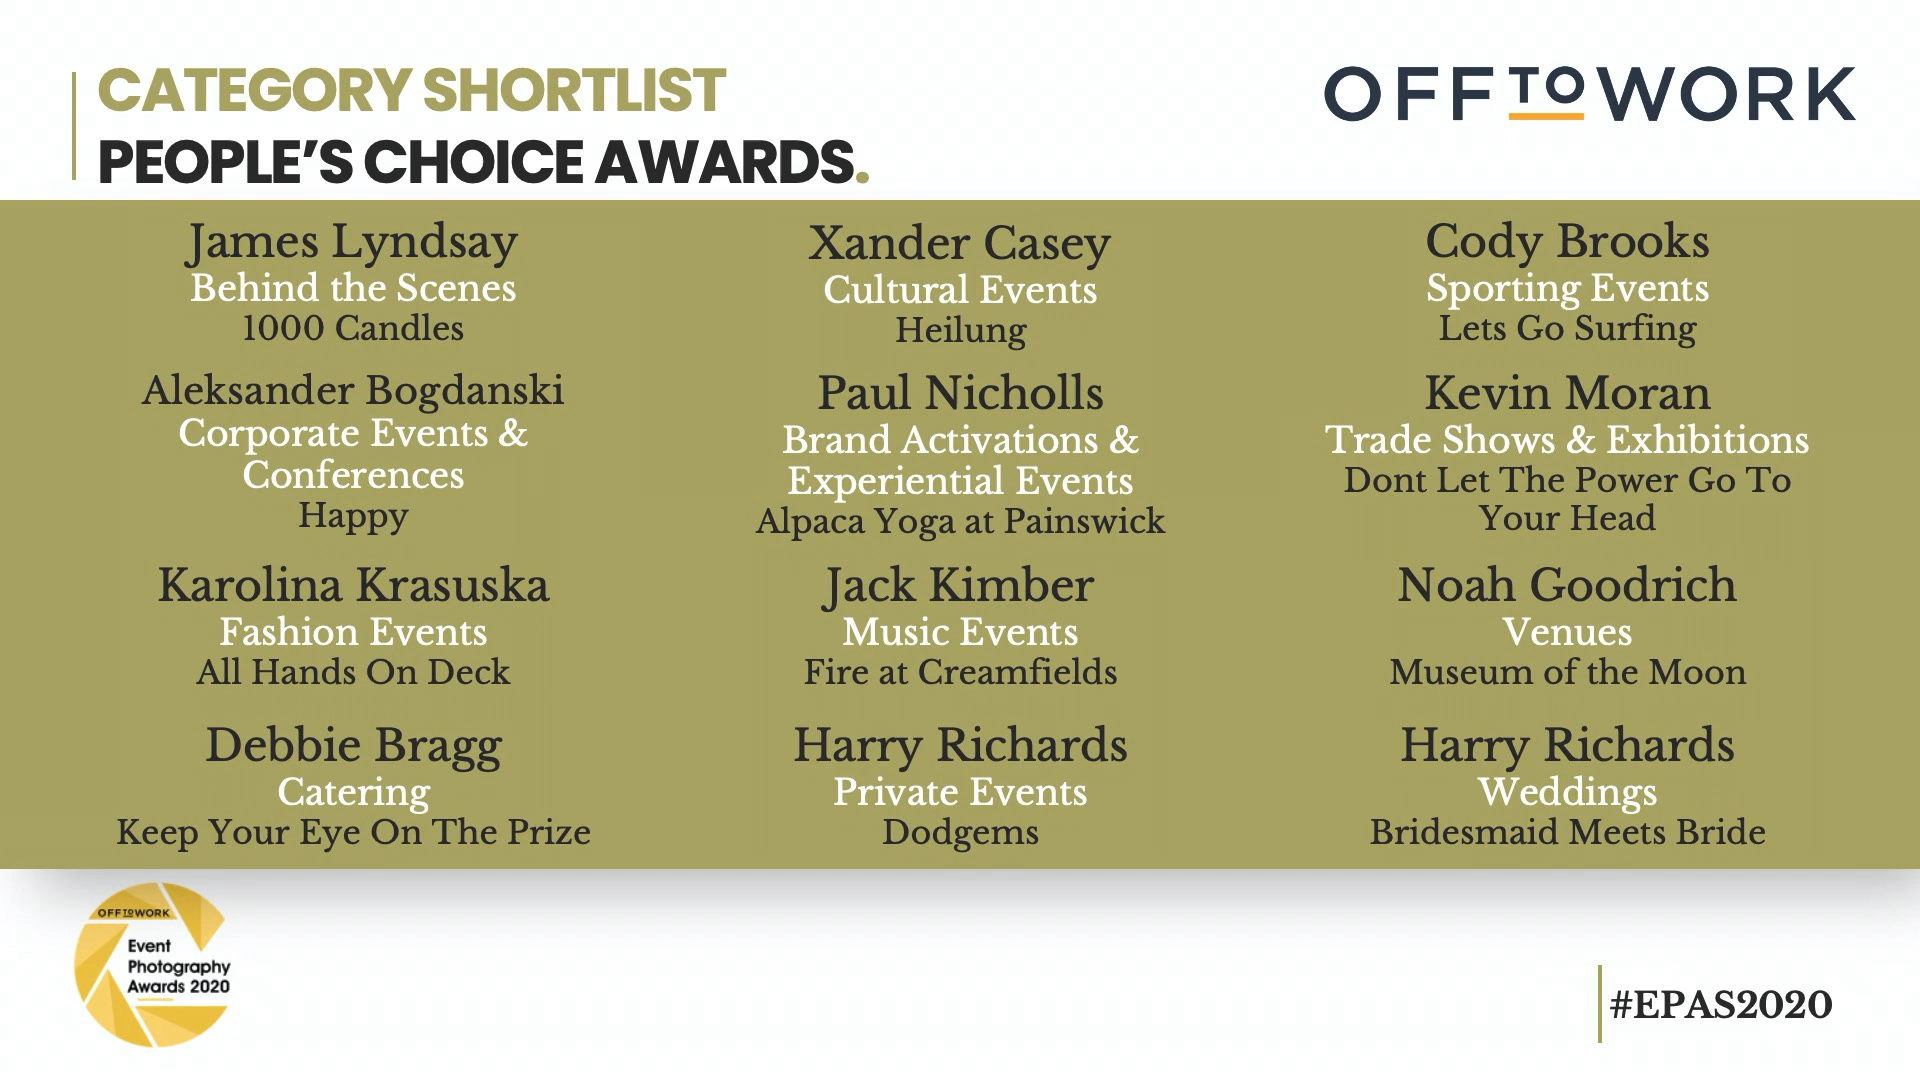 CATEGORY SHORTLIST
PEOPLE'S CHOICE AWARDS.
OFF TO WORK
James Lyndsay
Behind the Scenes
1000 Candles
Xander Casey
Cultural Events
Heilung
Cody Brooks
Sporting Events
Lets Go Surfing
Aleksander Bogdanski
Corporate Events &
Conferences
Happy
Paul Nicholls
Brand Activations &
Experiential Events
Alpaca Yoga at Painswick
Kevin Moran
Trade Shows & Exhibitions
Dont Let The Power Go To
Your Head
Karolina Krasuska
Fashion Events
All Hands On Deck
Jack Kimber
Music Events
Fire at Creamfields
Noah Goodrich
Venues
Museum of the Moon
Debbie Bragg
Catering
Keep Your Eye On The Prize
Harry Richards
Private Events
Dodgems
Harry Richards
Weddings
Bridesmaid Meets Bride
OFF TO WORK
Event
Photography
Awards 2020
#EPAS2020